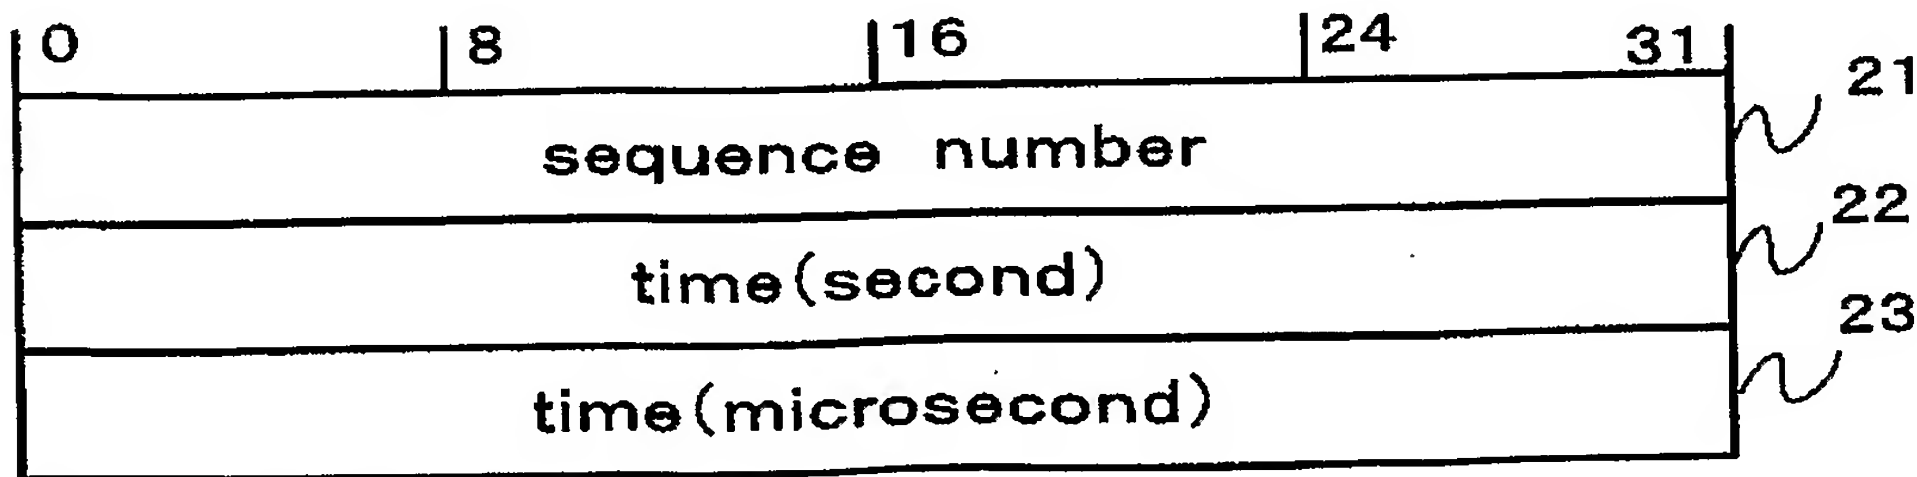 0 8 16 24 31
21
sequence number
22
time(second)
23
time(microsecond)